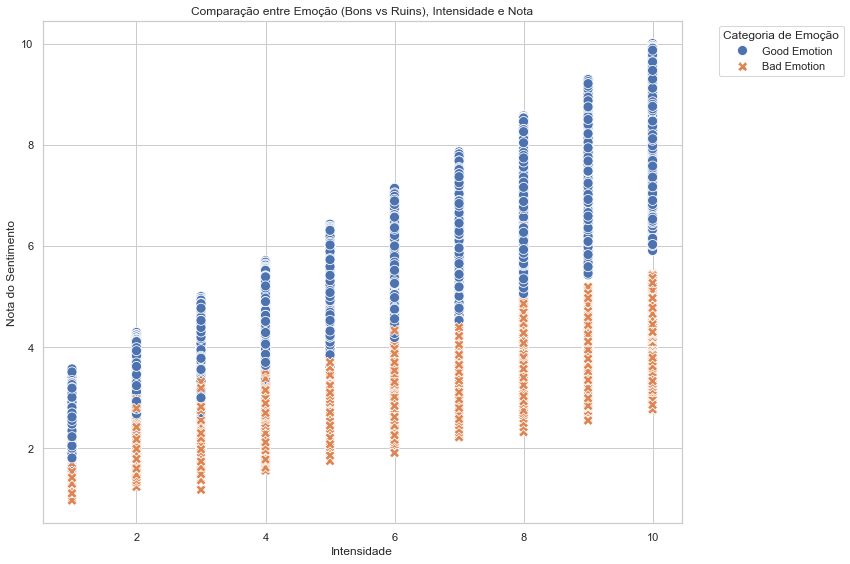 Comparação entre Emoção (Bons vs Ruins), Intensidade e Nota
Categoria de Emoção
Good Emotion
Bad Emotion
10
8
6
4
2
Nota do Sentimento
2
4
6
8
10
Intensidade